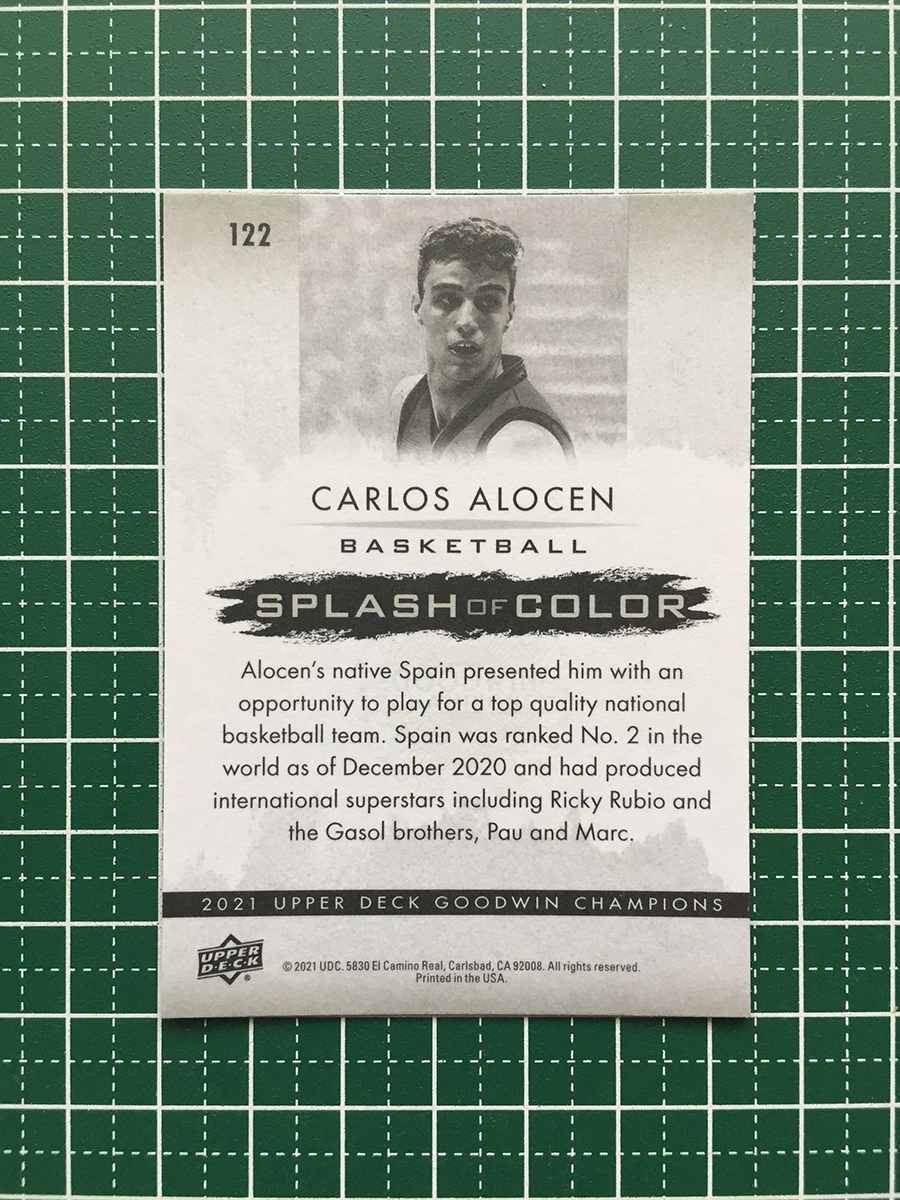 122
CARLOS ALOCEN
BASKETBALL
SPLASH OF COLOR
Alocen's native Spain presented him with an
opportunity to play for a top quality national
basketball team. Spain was ranked No. 2 in the
world as of December 2020 and had produced
international superstars including Ricky Rubio and
the Gasol brothers, Pau and Marc.
2021 UPPER DECK GOODWIN CHAMPIONS
UPPER
D·E·C·K
®
© 2021 UDC. 5830 El Camino Real, Carlsbad, CA 92008. All rights reserved.
Printed in the USA.